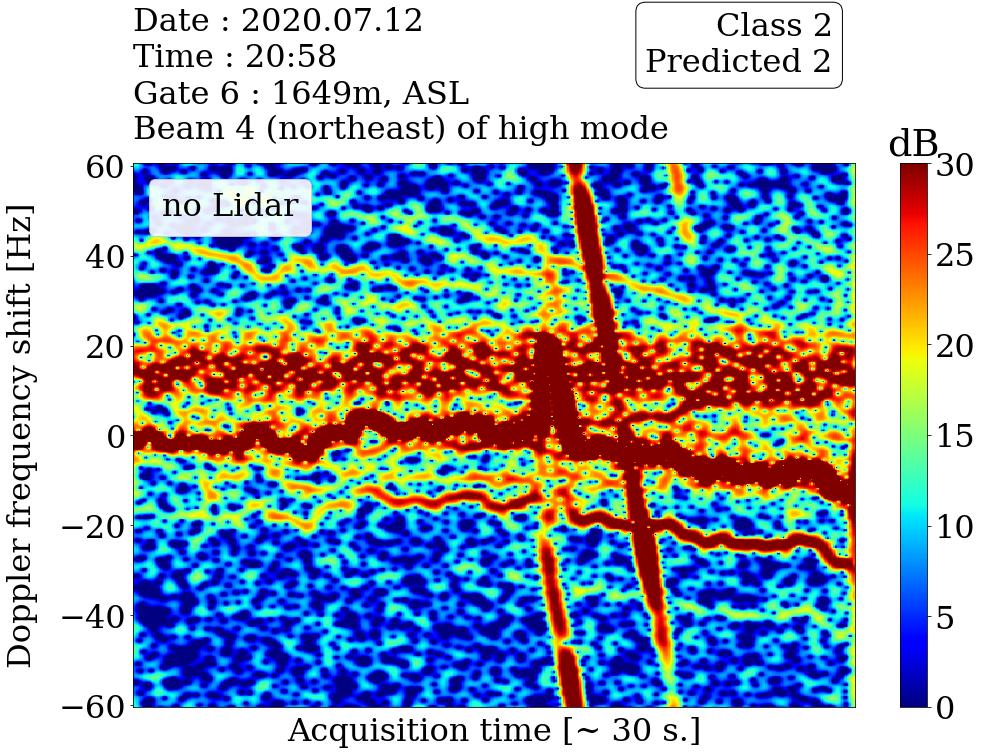 Date : 2020.07.12
Time : 20:58
Gate 6 : 1649m, ASL
Beam 4 (northeast) of high mode
Class 2
Predicted 2
dB
no Lidar
Doppler frequency shift [Hz]
60
40
20
0
−20
−40
−60
Acquisition time [~ 30 s.]
30
25
20
15
10
5
0